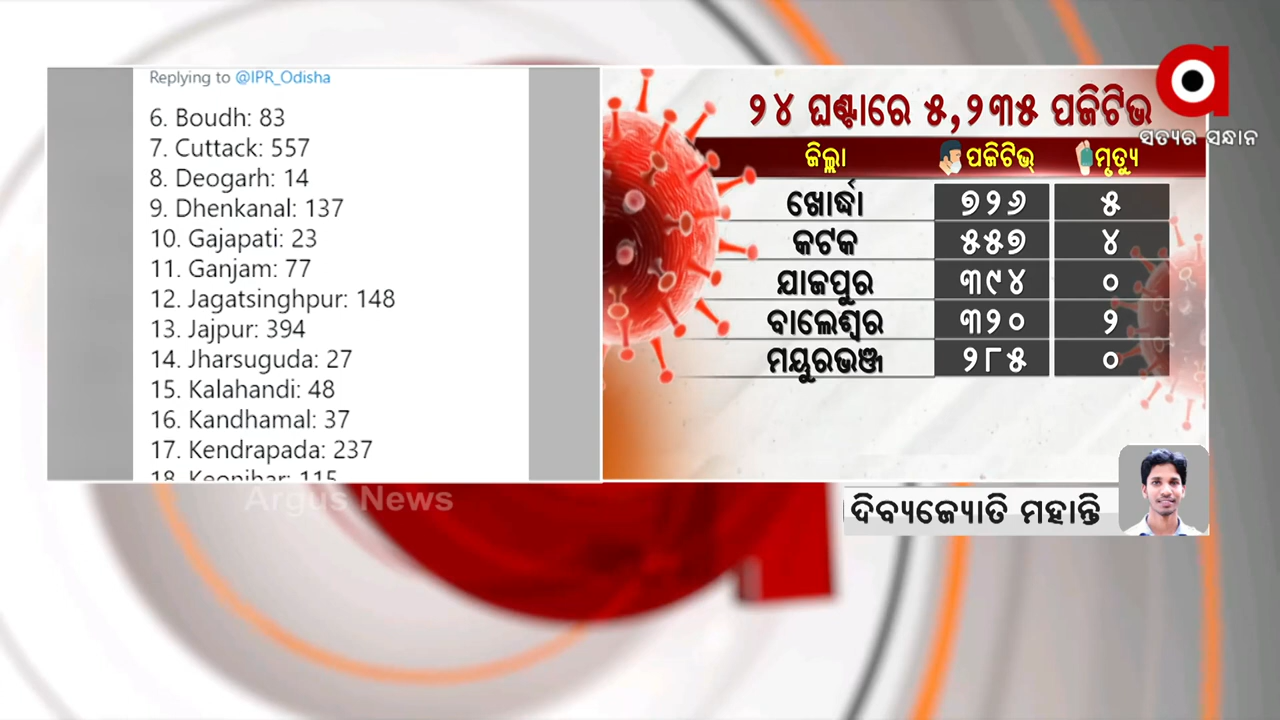 Replying to @IPR_Odisha
6. Boudh: 83
7. Cuttack: 557
8. Deogarh: 14
9. Dhenkanal: 137
10. Gajapati: 23
11. Ganjam: 77
12. Jagatsinghpur: 148
13. Jajpur: 394
14. Jharsuguda: 27
15. Kalahandi: 48
16. Kandhamal: 37
17. Kendrapada: 237
18. Keonjhar: 115
୨୪ ଘଣ୍ଟାରେ ୫,୨୩୫ ପଜିଟିଭ
ସତ୍ୟର ସନ୍ଧାନ
ଜିଲ୍ଲା ପଜିଟିଭ୍ ମୃତ୍ୟୁ
ଖୋର୍ଦ୍ଧା ୭୨୬ ୫
କଟକ ୫୫୭ ୪
ଯାଜପୁର ୩୯୪ ୦
ବାଲେଶ୍ୱର ୩୨୦ ୨
ମୟୂରଭଞ୍ଜ ୨୮୫ ୦
Argus News
ଦିବ୍ୟଜ୍ୟୋତି ମହାନ୍ତି